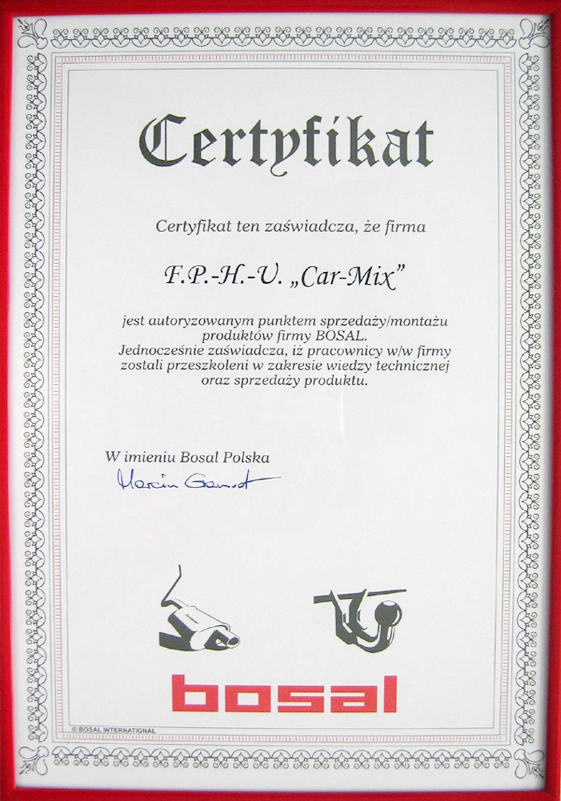 Certyfikat
Certyfikat ten zaświadcza, że firma
F.P.-H.-U. „Car-Mix”
jest autoryzowanym punktem sprzedaży/montażu
produktów firmy BOSAL.
Jednocześnie zaświadcza, iż pracownicy w/w firmy
zostali przeszkoleni w zakresie wiedzy technicznej
oraz sprzedaży produktu.
W imieniu Bosal Polska
Marcin
bosal
© BOSAL INTERNATIONAL